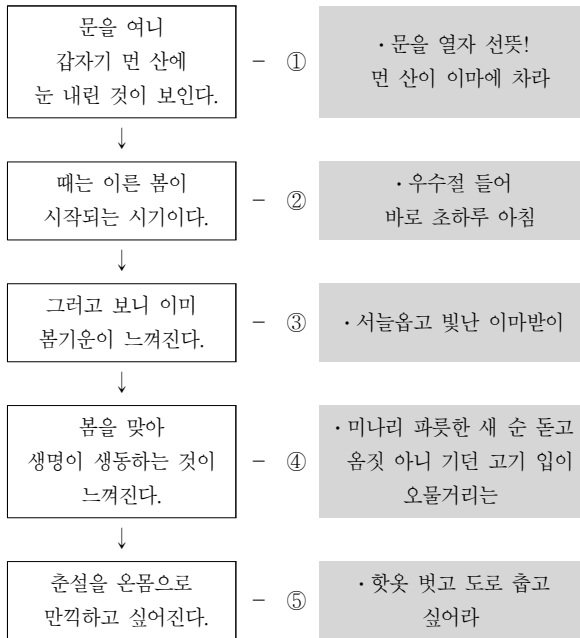 문을 여니
갑자기 먼 산에
눈 내린 것이 보인다.
- ①
·문을 열자 선뜻!
먼 산이 이마에 차라
↓
때는 이른 봄이
시작되는 시기이다.
- ②
·우수절 들어
바로 초하루 아침
↓
그러고 보니 이미
봄기운이 느껴진다.
- ③
·서늘옵고 빛난 이마받이
↓
봄을 맞아
생명이 생동하는 것이
느껴진다.
- ④
·미나리 파릇한 새 순 돋고
옴짓 아니 기던 고기 입이
오물거리는
↓
춘설을 온몸으로
만끽하고 싶어진다.
- ⑤
·핫옷 벗고 도로 춥고
싶어라